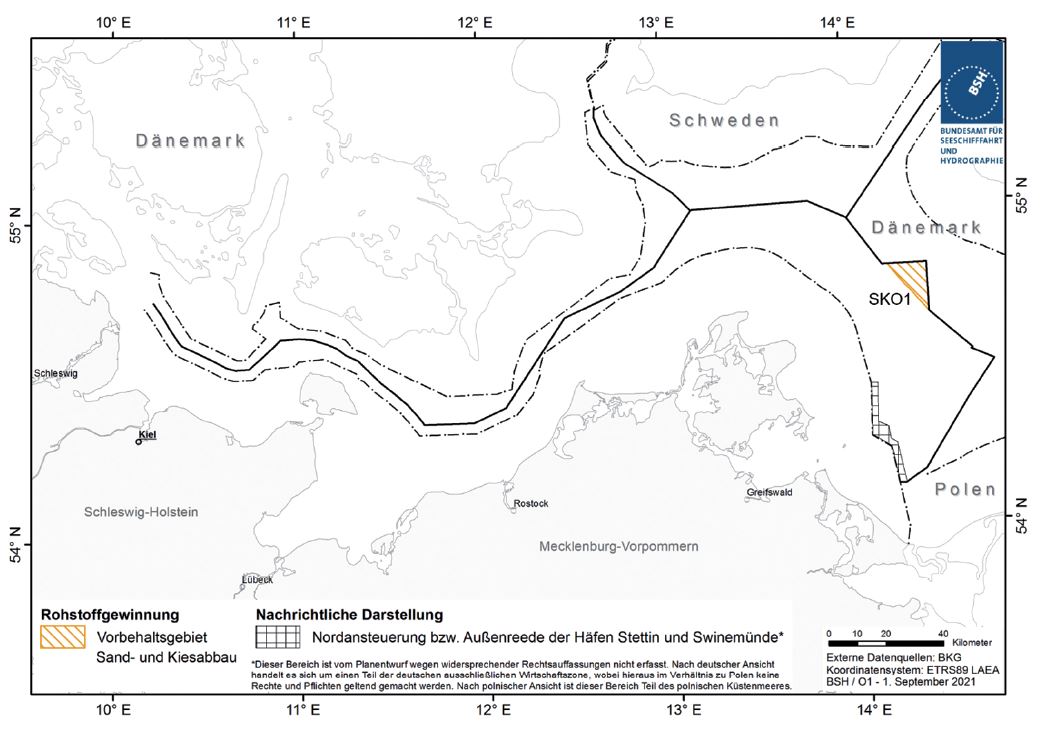 10° E 11° E 12° E 13° E 14° E
BSH
BUNDESAMT FÜR
SEESCHIFFFAHRT
UND
HYDROGRAPHIE
Schweden
Dänemark
55° N
55° N
Dänemark
SKO1
Schleswig
Kiel
Polen
Greifswald
Rostock
Schleswig-Holstein
54° N
54° N
Mecklenburg-Vorpommern
Lübeck
Rohstoffgewinnung
Vorbehaltsgebiet
Sand- und Kiesabbau
Nachrichtliche Darstellung
Nordansteuerung bzw. Außenreede der Häfen Stettin und Swinemünde*
*Dieser Bereich ist vom Planentwurf wegen widersprechender Rechtsauffassungen nicht erfasst. Nach deutscher Ansicht
handelt es sich um einen Teil der deutschen ausschließlichen Wirtschaftszone, wobei hieraus im Verhältnis zu Polen keine
Rechte und Pflichten geltend gemacht werden. Nach polnischer Ansicht ist dieser Bereich Teil des polnischen Küstenmeeres.
0 10 20 40
Kilometer
Externe Datenquellen: BKG
Koordinatensystem: ETRS89 LAEA
BSH / O1 - 1. September 2021
10° E 11° E 12° E 13° E 14° E